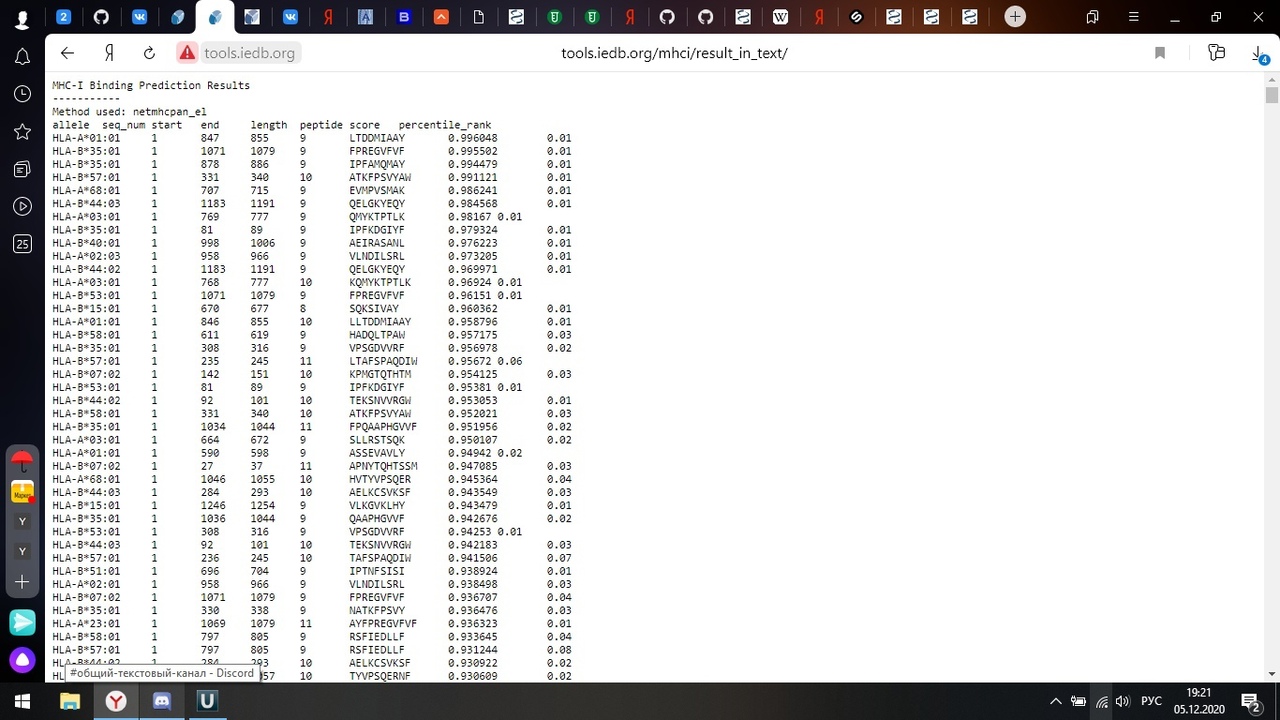 2
tools.iedb.org
tools.iedb.org/mhci/result_in_text/
4
MHC-I Binding Prediction Results
-----------
Method used: netmhcpan_el
allele seq_num start end length peptide score percentile_rank
HLA-A*01:01 1 847 855 9 LTDDMIAAY 0.996048 0.01
HLA-B*35:01 1 1071 1079 9 FPREGVFVF 0.995502 0.01
HLA-B*35:01 1 878 886 9 IPFAMQMAY 0.994479 0.01
HLA-B*57:01 1 331 340 10 ATKFPSVYAW 0.991121 0.01
HLA-A*68:01 1 707 715 9 EVMPVSMAK 0.986241 0.01
HLA-B*44:03 1 1183 1191 9 QELGKYEQY 0.984568 0.01
HLA-A*03:01 1 769 777 9 QMYKTPTLK 0.98167 0.01
HLA-B*35:01 1 81 89 9 IPFKDGIYF 0.979324 0.01
HLA-B*40:01 1 998 1006 9 AEIRASANL 0.976223 0.01
HLA-A*02:03 1 958 966 9 VLNDILSRL 0.973205 0.01
HLA-B*44:02 1 1183 1191 9 QELGKYEQY 0.969971 0.01
HLA-A*03:01 1 768 777 10 KQMYKTPTLK 0.96924 0.01
HLA-B*53:01 1 1071 1079 9 FPREGVFVF 0.96151 0.01
HLA-B*15:01 1 670 677 8 SQKSIVAY 0.960362 0.01
HLA-A*01:01 1 846 855 10 LLTDDMIAAY 0.958796 0.01
HLA-B*58:01 1 611 619 9 HADQLTPAW 0.957175 0.03
HLA-B*35:01 1 308 316 9 VPSGDVVRF 0.956978 0.02
HLA-B*57:01 1 235 245 11 LTAFSPAQDIW 0.95672 0.06
HLA-B*07:02 1 142 151 10 KPMGTQTHTM 0.954125 0.03
HLA-B*53:01 1 81 89 9 IPFKDGIYF 0.95381 0.01
HLA-B*44:02 1 92 101 10 TEKSNVVRGW 0.953053 0.01
HLA-B*58:01 1 331 340 10 ATKFPSVYAW 0.952021 0.03
HLA-B*35:01 1 1034 1044 11 FPQAAPHGVVF 0.951956 0.02
HLA-A*03:01 1 664 672 9 SLLRSTSQK 0.950107 0.02
HLA-A*01:01 1 590 598 9 ASSEVAVLY 0.94942 0.02
HLA-B*07:02 1 27 37 11 APNYTQHTSSM 0.947085 0.03
HLA-A*68:01 1 1046 1055 10 HVTYVPSQER 0.945364 0.04
HLA-B*44:03 1 284 293 10 AELKCSVKSF 0.943549 0.03
HLA-B*15:01 1 1246 1254 9 VLKGVKLHY 0.943479 0.01
HLA-B*35:01 1 1036 1044 9 QAAPHGVVF 0.942676 0.02
HLA-B*53:01 1 308 316 9 VPSGDVVRF 0.94253 0.01
HLA-B*44:03 1 92 101 10 TEKSNVVRGW 0.942183 0.03
HLA-B*57:01 1 236 245 10 TAFSPAQDIW 0.941506 0.07
HLA-B*51:01 1 696 704 9 IPTNFSISI 0.938924 0.01
HLA-A*02:01 1 958 966 9 VLNDILSRL 0.938498 0.03
HLA-B*07:02 1 1071 1079 9 FPREGVFVF 0.936707 0.04
HLA-B*35:01 1 330 338 9 NATKFPSVY 0.936476 0.03
HLA-A*23:01 1 1069 1079 11 AYFPREGVFVF 0.936323 0.01
HLA-B*58:01 1 797 805 9 RSFIEDLLF 0.933645 0.04
HLA-B*57:01 1 797 805 9 RSFIEDLLF 0.931244 0.08
HLA-B*44:02 1 284 293 10 AELKCSVKSF 0.930922 0.02
10 TYVPSQERNF 0.930609 0.02
#общий-текстовый-канал - Discord
25
Маркет
Y
Y
РУС
19:21
05.12.2020
2